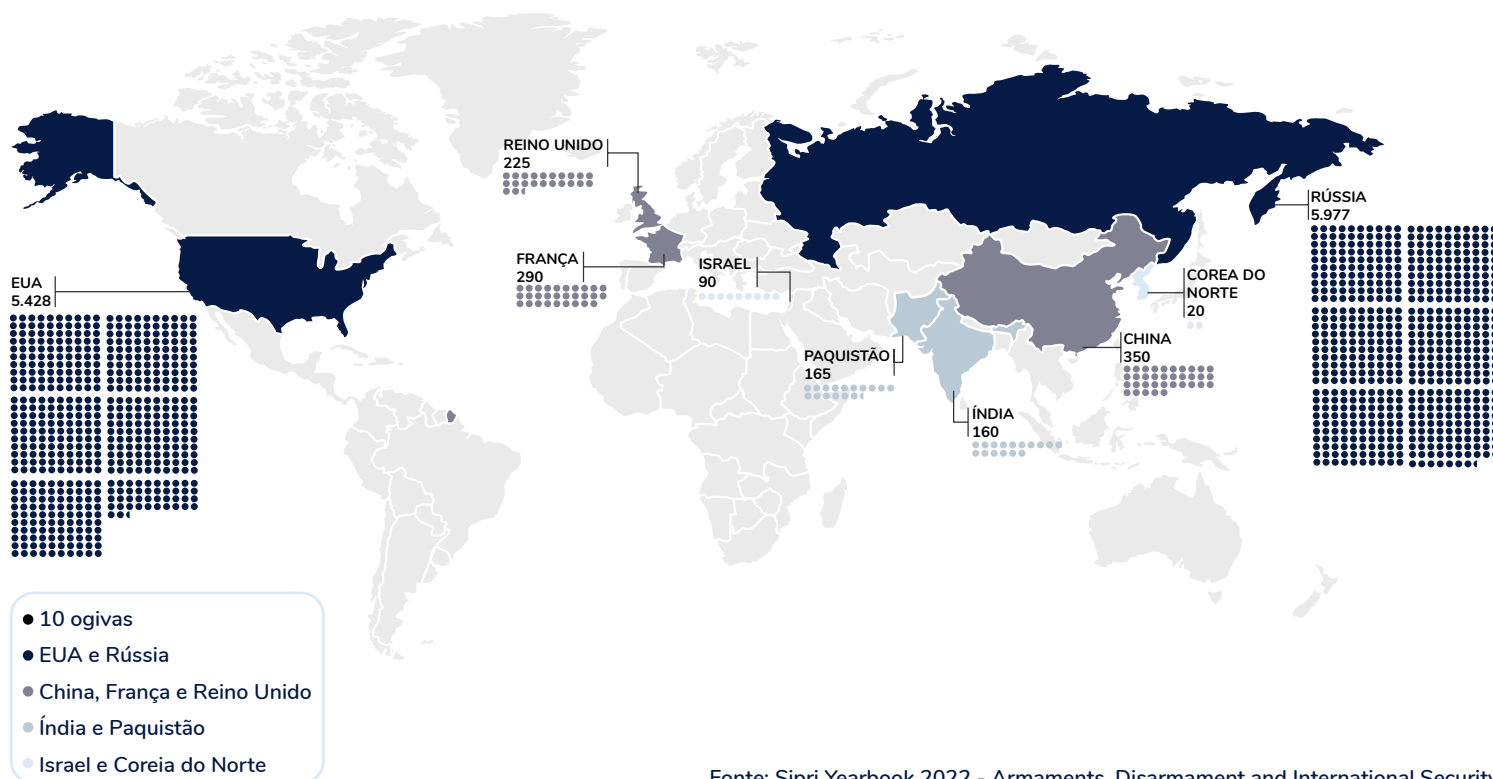 REINO UNIDO
225
RÚSSIA
5.977
FRANÇA
290
ISRAEL
90
EUA
5.428
COREA DO
NORTE
20
CHINA
350
PAQUISTÃO
165
ÍNDIA
160
10 ogivas
EUA e Rússia
China, França e Reino Unido
Índia e Paquistão
Israel e Coreia do Norte
Fonte: Sipri Yearbook 2022 - Armaments, Disarmament and International Security